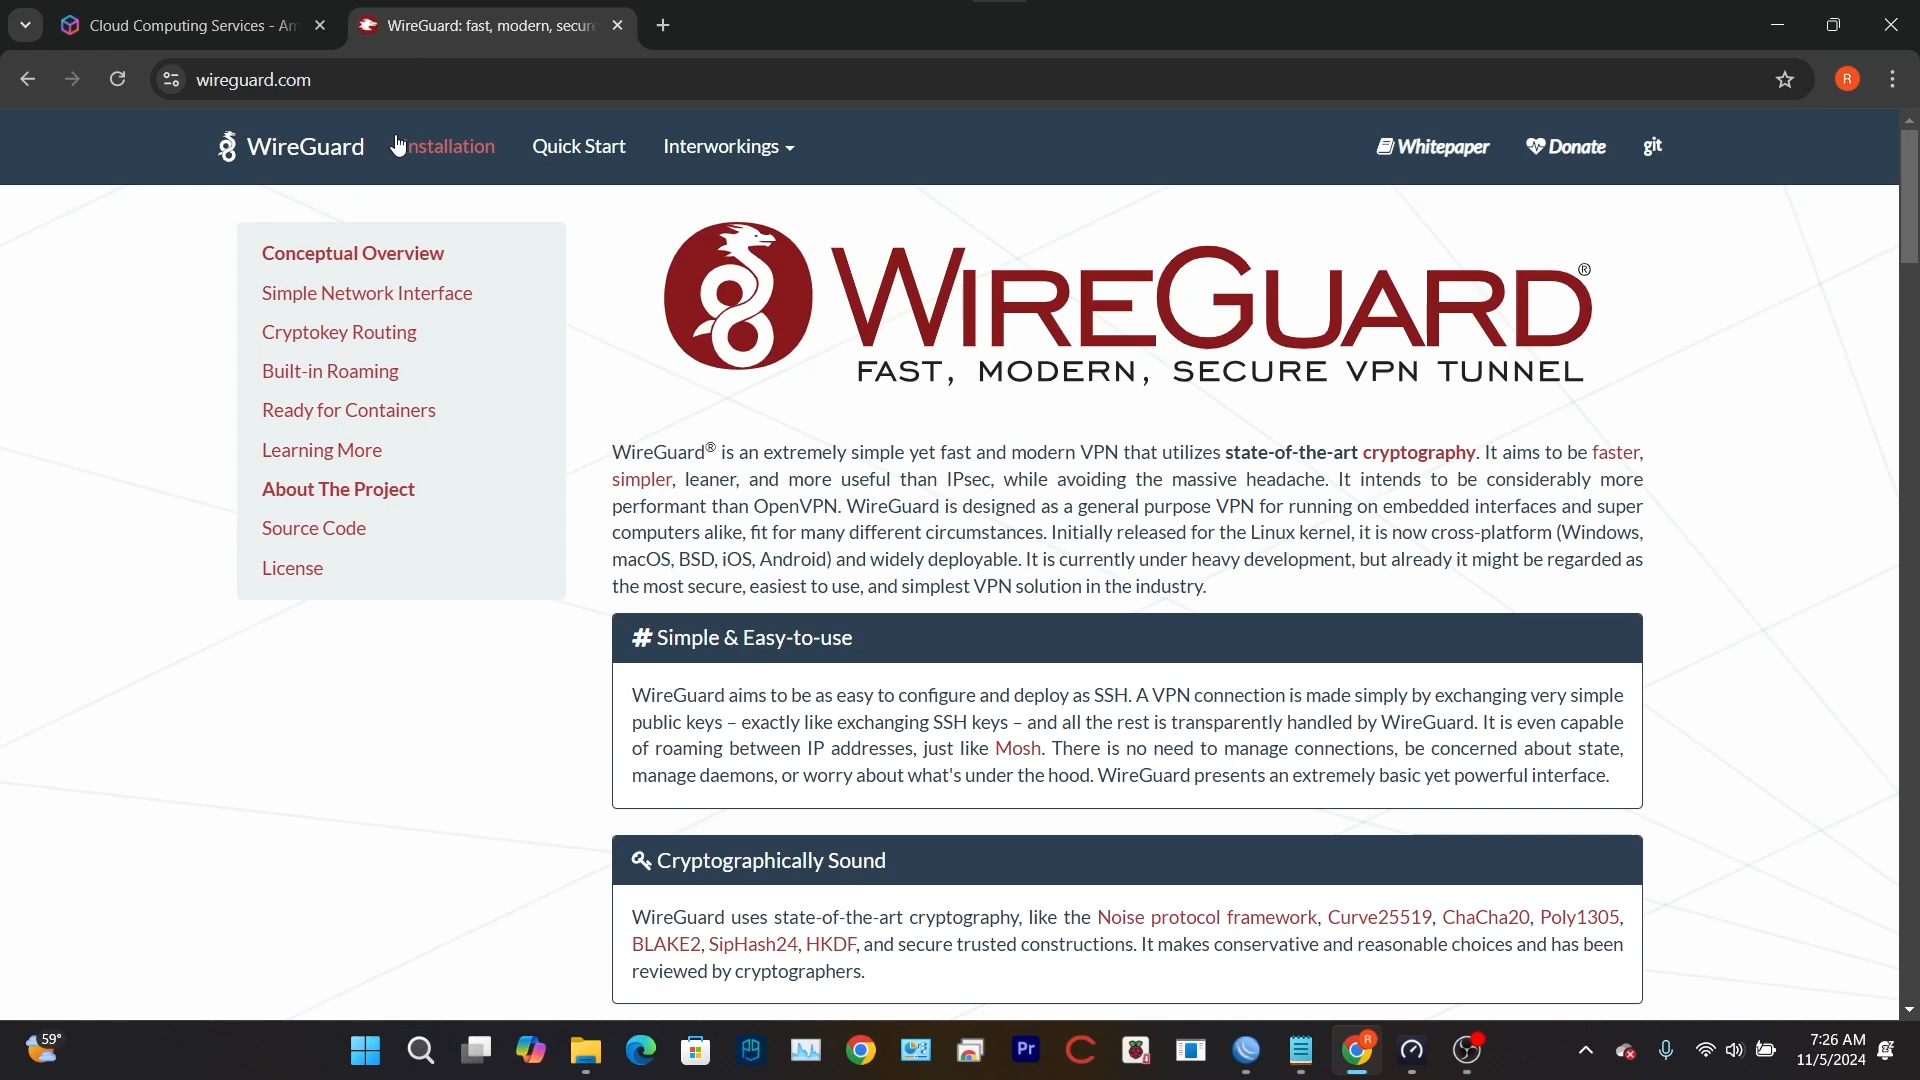 Cloud Computing Services - Am
WireGuard: fast, modern, secure
wireguard.com
R
WireGuard
Installation
Quick Start
Interworkings
Whitepaper
Donate
git
Conceptual Overview
Simple Network Interface
Cryptokey Routing
Built-in Roaming
Ready for Containers
Learning More
About The Project
Source Code
License
WIREGUARD®
FAST, MODERN, SECURE VPN TUNNEL
WireGuard® is an extremely simple yet fast and modern VPN that utilizes state-of-the-art cryptography. It aims to be faster,
simpler, leaner, and more useful than IPsec, while avoiding the massive headache. It intends to be considerably more
performant than OpenVPN. WireGuard is designed as a general purpose VPN for running on embedded interfaces and super
computers alike, fit for many different circumstances. Initially released for the Linux kernel, it is now cross-platform (Windows,
macOS, BSD, iOS, Android) and widely deployable. It is currently under heavy development, but already it might be regarded as
the most secure, easiest to use, and simplest VPN solution in the industry.
# Simple & Easy-to-use
WireGuard aims to be as easy to configure and deploy as SSH. A VPN connection is made simply by exchanging very simple
public keys – exactly like exchanging SSH keys – and all the rest is transparently handled by WireGuard. It is even capable
of roaming between IP addresses, just like Mosh. There is no need to manage connections, be concerned about state,
manage daemons, or worry about what's under the hood. WireGuard presents an extremely basic yet powerful interface.
Cryptographically Sound
WireGuard uses state-of-the-art cryptography, like the Noise protocol framework, Curve25519, ChaCha20, Poly1305,
BLAKE2, SipHash24, HKDF, and secure trusted constructions. It makes conservative and reasonable choices and has been
reviewed by cryptographers.
59°
Pr
R
7:26 AM
11/5/2024